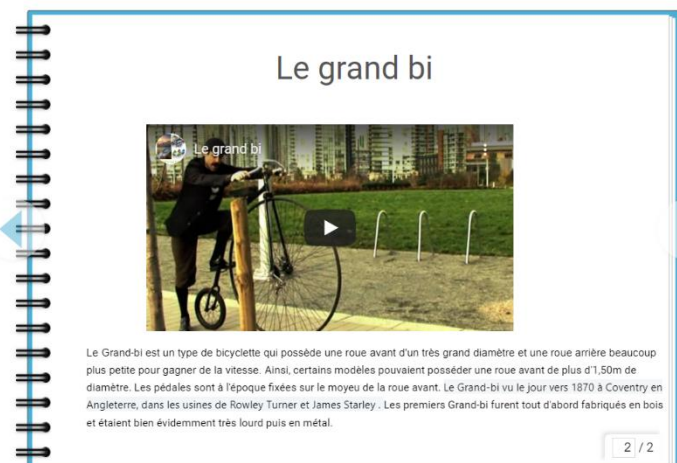 Le grand bi
Le grand bi
Le Grand-bi est un type de bicyclette qui possède une roue avant d'un très grand diamètre et une roue arrière beaucoup
plus petite pour gagner de la vitesse. Ainsi, certains modèles pouvaient posséder une roue avant de plus d'1,50m de
diamètre. Les pédales sont à l'époque fixées sur le moyeu de la roue avant. Le Grand-bi vu le jour vers 1870 à Coventry en
Angleterre, dans les usines de Rowley Turner et James Starley . Les premiers Grand-bi furent tout d'abord fabriqués en bois
et étaient bien évidemment très lourd puis en métal.
2 / 2